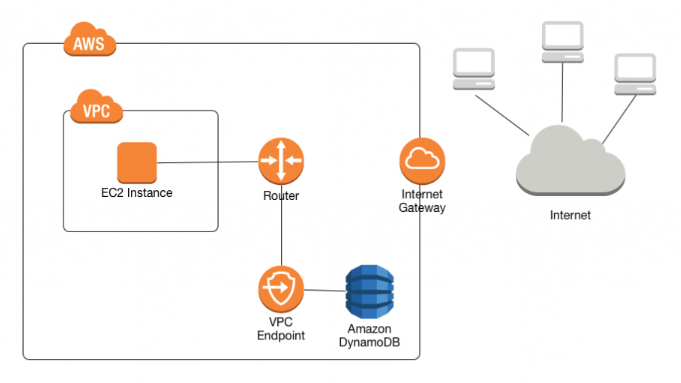 AWS
VPC
EC2 Instance
Router
Internet
Gateway
Internet
VPC
Endpoint
Amazon
DynamoDB